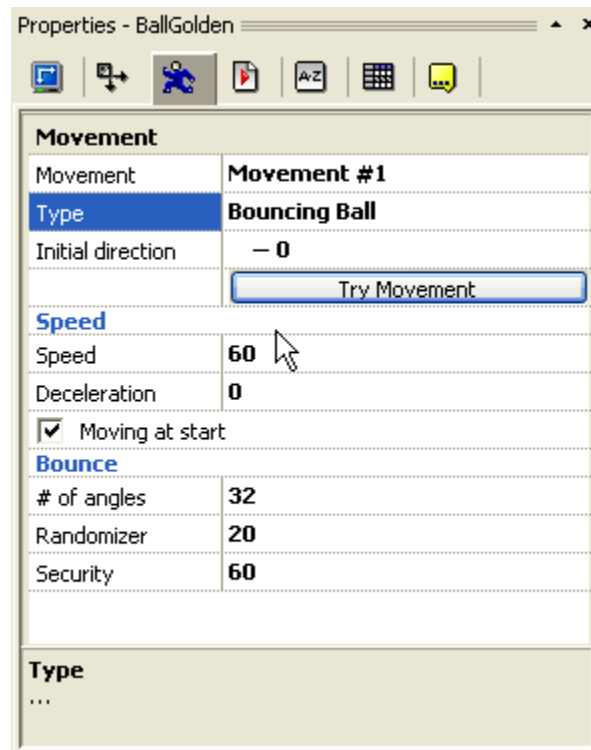 Properties - BallGolden
A-Z
Movement
Movement Movement #1
Type Bouncing Ball
Initial direction — 0
Try Movement
Speed
Speed 60
Deceleration 0
Moving at start
Bounce
# of angles 32
Randomizer 20
Security 60
Type
...